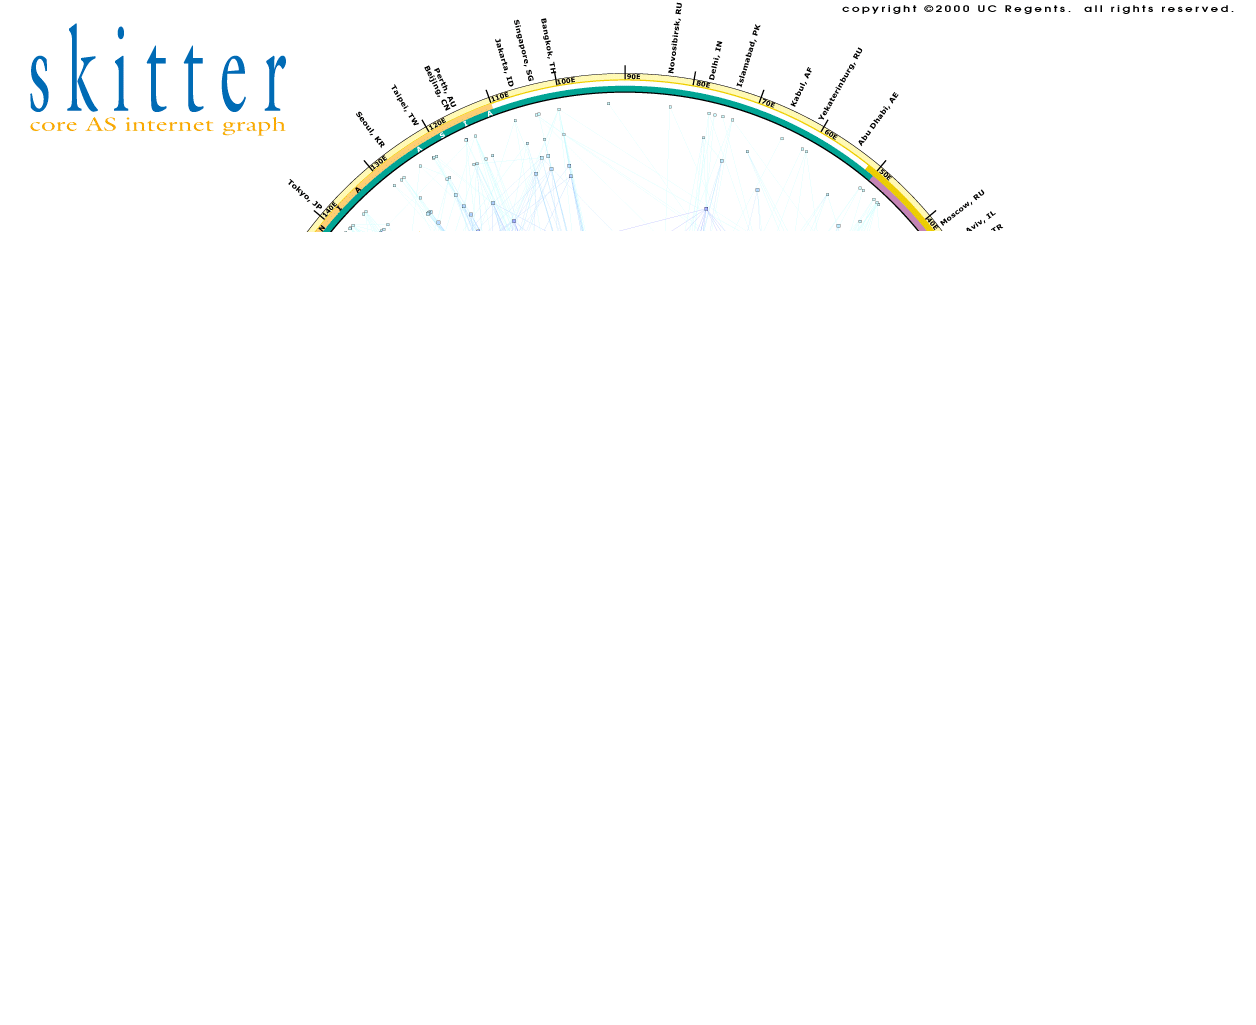 copyright ©2000 UC Regents. all rights reserved.
skitter
core AS internet graph
Tokyo, JP
Seoul, KR
Taipei, TW
Beijing, CN
Perth, AU
Jakarta, ID
Singapore, SG
Bangkok, TH
Novosibirsk, RU
Delhi, IN
Islamabad, PK
Kabul, AF
Yekaterinburg, RU
Abu Dhabi, AE
Moscow, RU
Aviv, IL
TR
140E
130E
120E
110E
100E
90E
80E
70E
60E
50E
40E
N
I
A
A
S
I
A